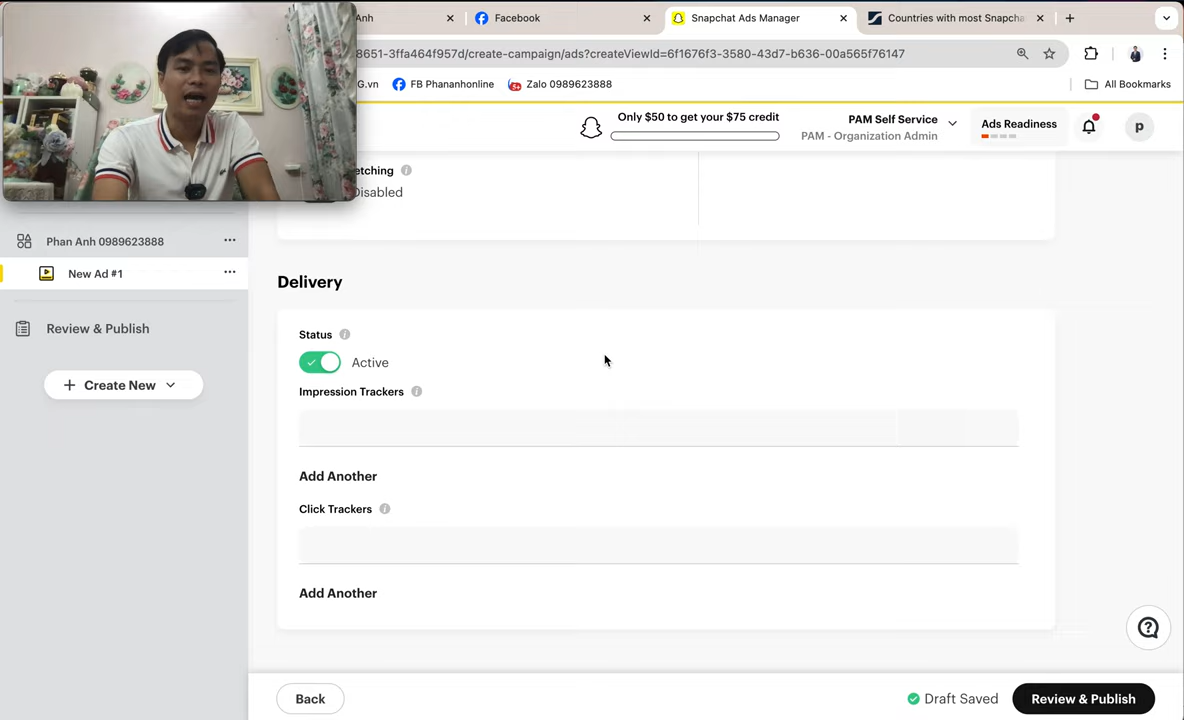 Anh
Facebook
Snapchat Ads Manager
Countries with most Snapcha
8651-3ffa464f957d/create-campaign/ads?createViewId=6f1676f3-3580-43d7-b636-00a565f76147
G.vn
FB Phananhonline
Zalo 0989623888
All Bookmarks
Only $50 to get your $75 credit
PAM Self Service
PAM - Organization Admin
Ads Readiness
p
etching
Disabled
Phan Anh 0989623888
New Ad #1
Review & Publish
Create New
Delivery
Status
Active
Impression Trackers
Add Another
Click Trackers
Add Another
Back
Draft Saved
Review & Publish